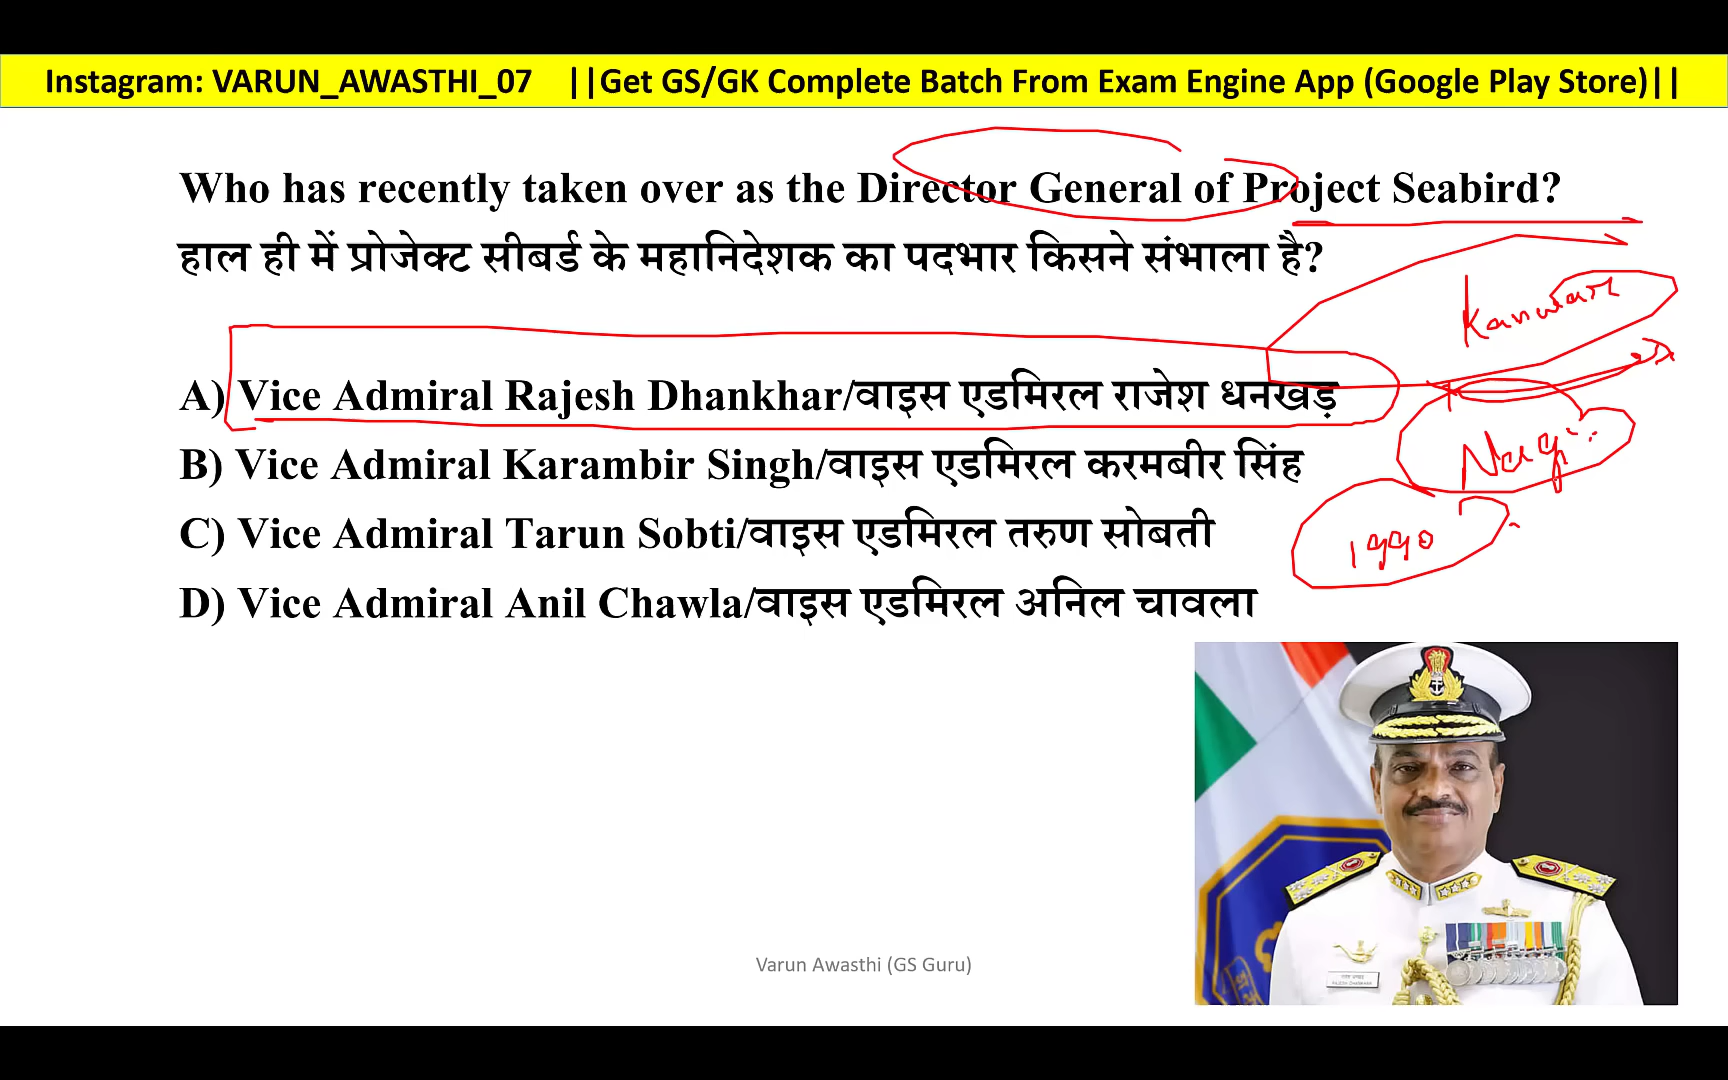 Instagram: VARUN_AWASTHI_07 ||Get GS/GK Complete Batch From Exam Engine App (Google Play Store)||
Who has recently taken over as the Director General of Project Seabird?
हाल ही में प्रोजेक्ट सीबर्ड के महानिदेशक का पदभार किसने संभाला है?
Kanwar
A) Vice Admiral Rajesh Dhankhar/वाइस एडमिरल राजेश धनखड़
B) Vice Admiral Karambir Singh/वाइस एडमिरल करमबीर सिंह
C) Vice Admiral Tarun Sobti/वाइस एडमिरल तरुण सोबती
1990
D) Vice Admiral Anil Chawla/वाइस एडमिरल अनिल चावला
RAJESH DHANKHAR
Varun Awasthi (GS Guru)